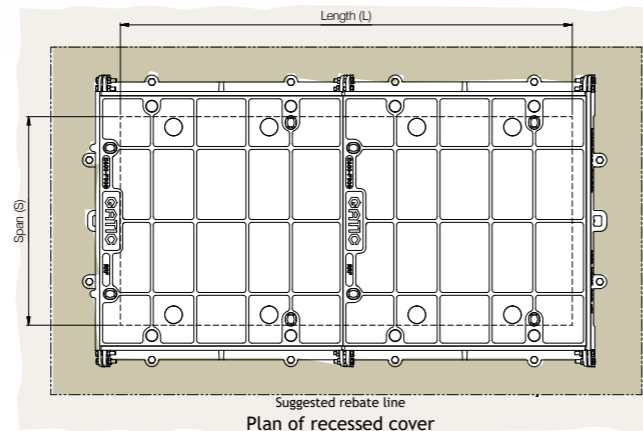 Length (L)
Span (S)
GATIC
GATIC
Suggested rebate line
Plan of recessed cover